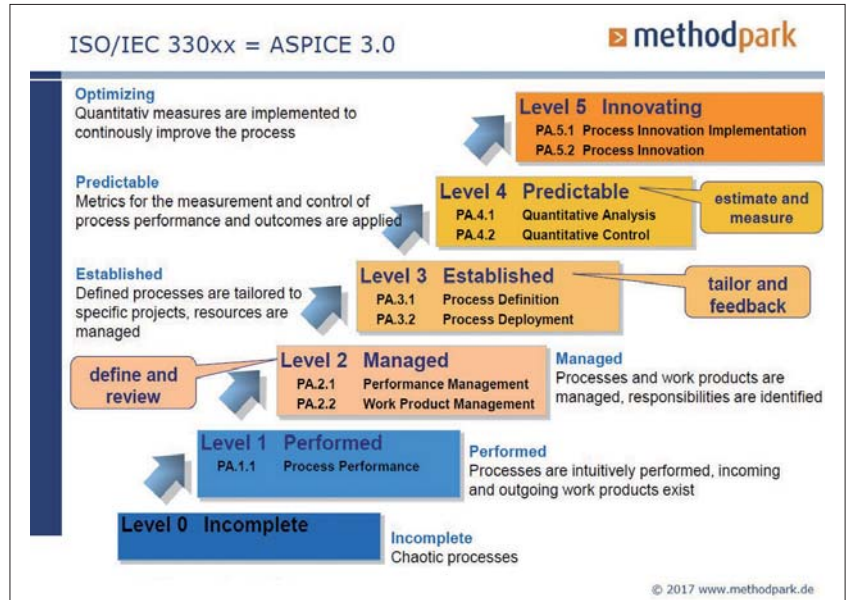 ISO/IEC 330xx = ASPICE 3.0
methodpark
Optimizing
Quantitativ measures are implemented to
continously improve the process
Level 5 Innovating
PA.5.1 Process Innovation Implementation
PA.5.2 Process Innovation
Predictable
Metrics for the measurement and control of
process performance and outcomes are applied
Level 4 Predictable
PA.4.1 Quantitative Analysis
PA.4.2 Quantitative Control
estimate and
measure
Established
Defined processes are tailored to
specific projects, resources are
managed
Level 3 Established
PA.3.1 Process Definition
PA.3.2 Process Deployment
tailor and
feedback
define and
review
Level 2 Managed
PA.2.1 Performance Management
PA.2.2 Work Product Management
Managed
Processes and work products are
managed, responsibilities are identified
Level 1 Performed
PA.1.1 Process Performance
Performed
Processes are intuitively performed, incoming
and outgoing work products exist
Level 0 Incomplete
Incomplete
Chaotic processes
© 2017 www.methodpark.de